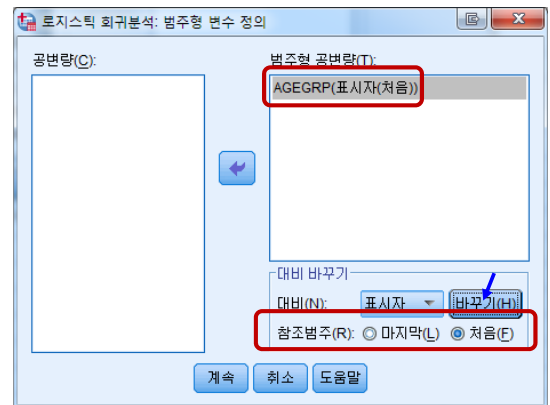 로지스틱 회귀분석: 범주형 변수 정의
공변량(C):
범주형 공변량(T):
AGEGRP(표시자(처음))
대비 바꾸기
대비(N): 표시자 바꾸기(H)
참조범주(R): 마지막(L) 처음(F)
계속 취소 도움말